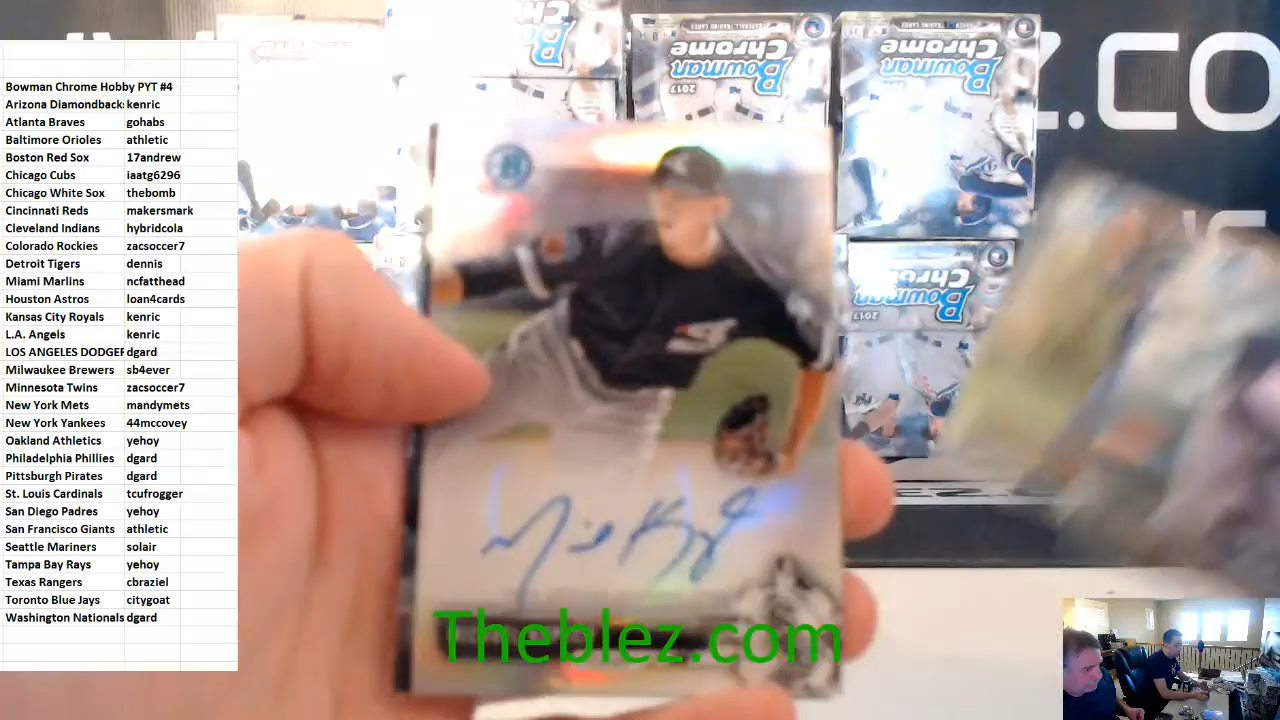 Bowman Chrome Hobby PYT #4
Arizona Diamondback: kenric
Atlanta Braves gohabs
Baltimore Orioles athletic
Boston Red Sox 17andrew
Chicago Cubs iaatg6296
Chicago White Sox thebomb
Cincinnati Reds makersmark
Cleveland Indians hybridcola
Colorado Rockies zacsoccer7
Detroit Tigers dennis
Miami Marlins ncfatthead
Houston Astros loan4cards
Kansas City Royals kenric
L.A. Angels kenric
LOS ANGELES DODGER dgard
Milwaukee Brewers sb4ever
Minnesota Twins zacsoccer7
New York Mets mandymets
New York Yankees 44mccovey
Oakland Athletics yehoy
Philadelphia Phillies dgard
Pittsburgh Pirates dgard
St. Louis Cardinals tcufrogger
San Diego Padres yehoy
San Francisco Giants athletic
Seattle Mariners solair
Tampa Bay Rays yehoy
Texas Rangers cbraziel
Toronto Blue Jays citygoat
Washington Nationals dgard
Bowman Chrome
2017
Bowman Chrome
Bowman Chrome
2017
Z.CO
Theblez.com